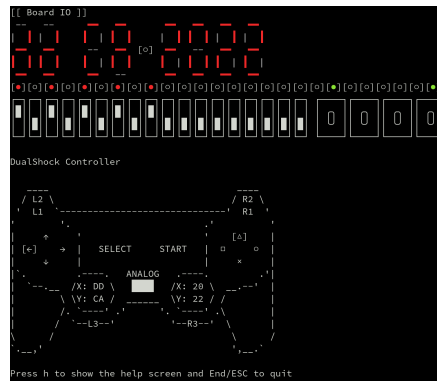 [[ Board IO ]]
DualShock Controller
/ L2 \ / R2 \
L1 R1
↑ [△]
[←] → | SELECT START | □ ○
↓ ×
ANALOG
/X: DD \ /X: 20 \
\Y: CA / \Y: 22 /
`--L3--' '--R3--'
Press h to show the help screen and End/ESC to quit